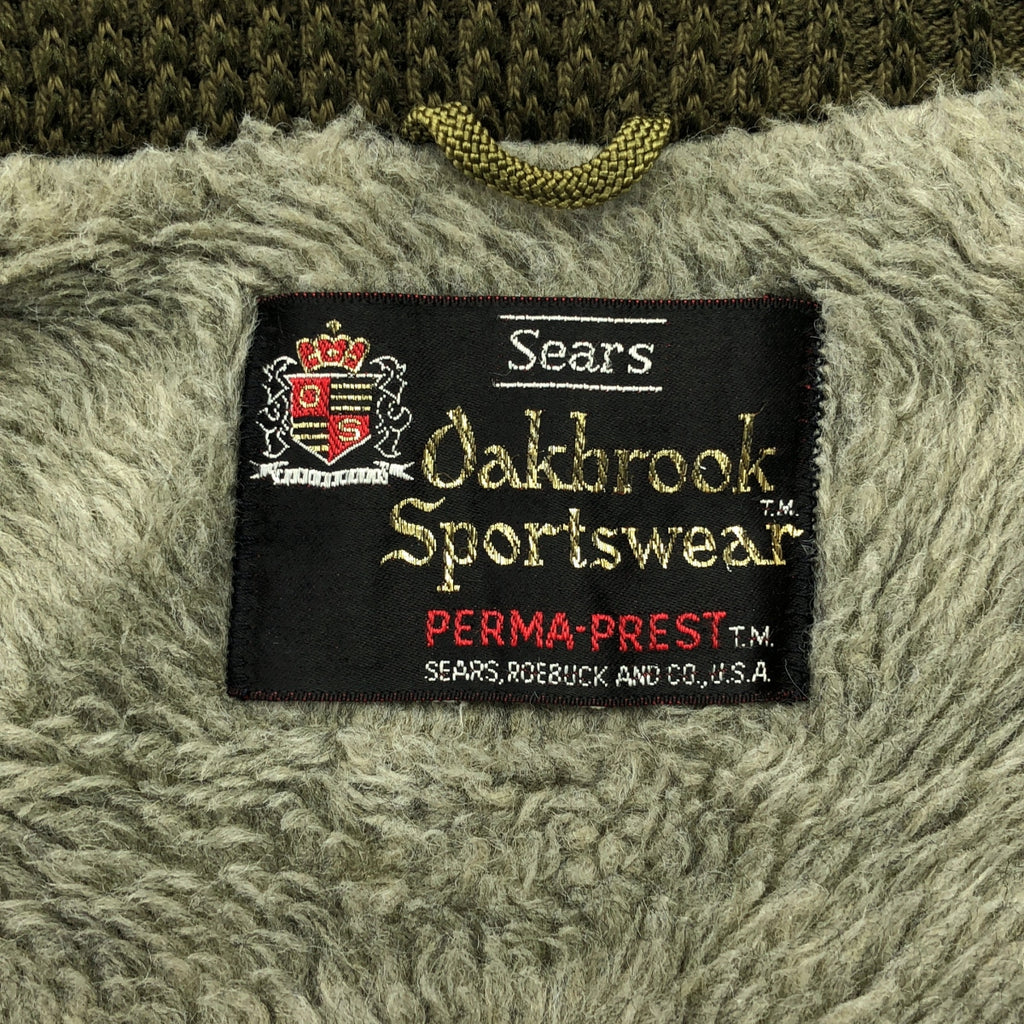 Sears
O
S
Oakbrook
Sportswear T.M.
PERMA-PREST T.M.
SEARS, ROEBUCK AND CO., U.S.A.